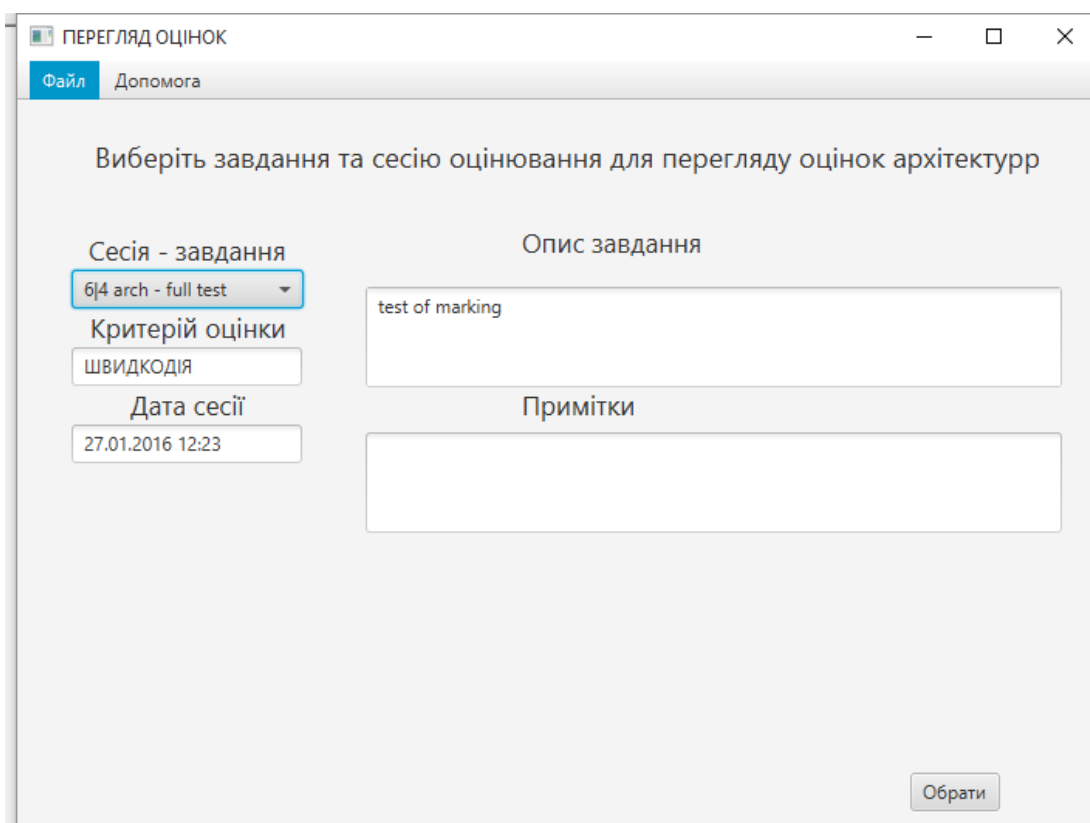 ПЕРЕГЛЯД ОЦІНОК
Файл Допомога
Виберіть завдання та сесію оцінювання для перегляду оцінок архітектурр
Сесія - завдання
6|4 arch - full test
Критерій оцінки
ШВИДКОДІЯ
Дата сесії
27.01.2016 12:23
Опис завдання
test of marking
Примітки
Обрати